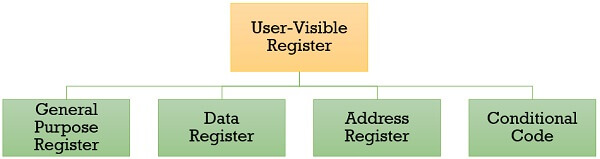 User-Visible
Register
General
Purpose
Register
Data
Register
Address
Register
Conditional
Code